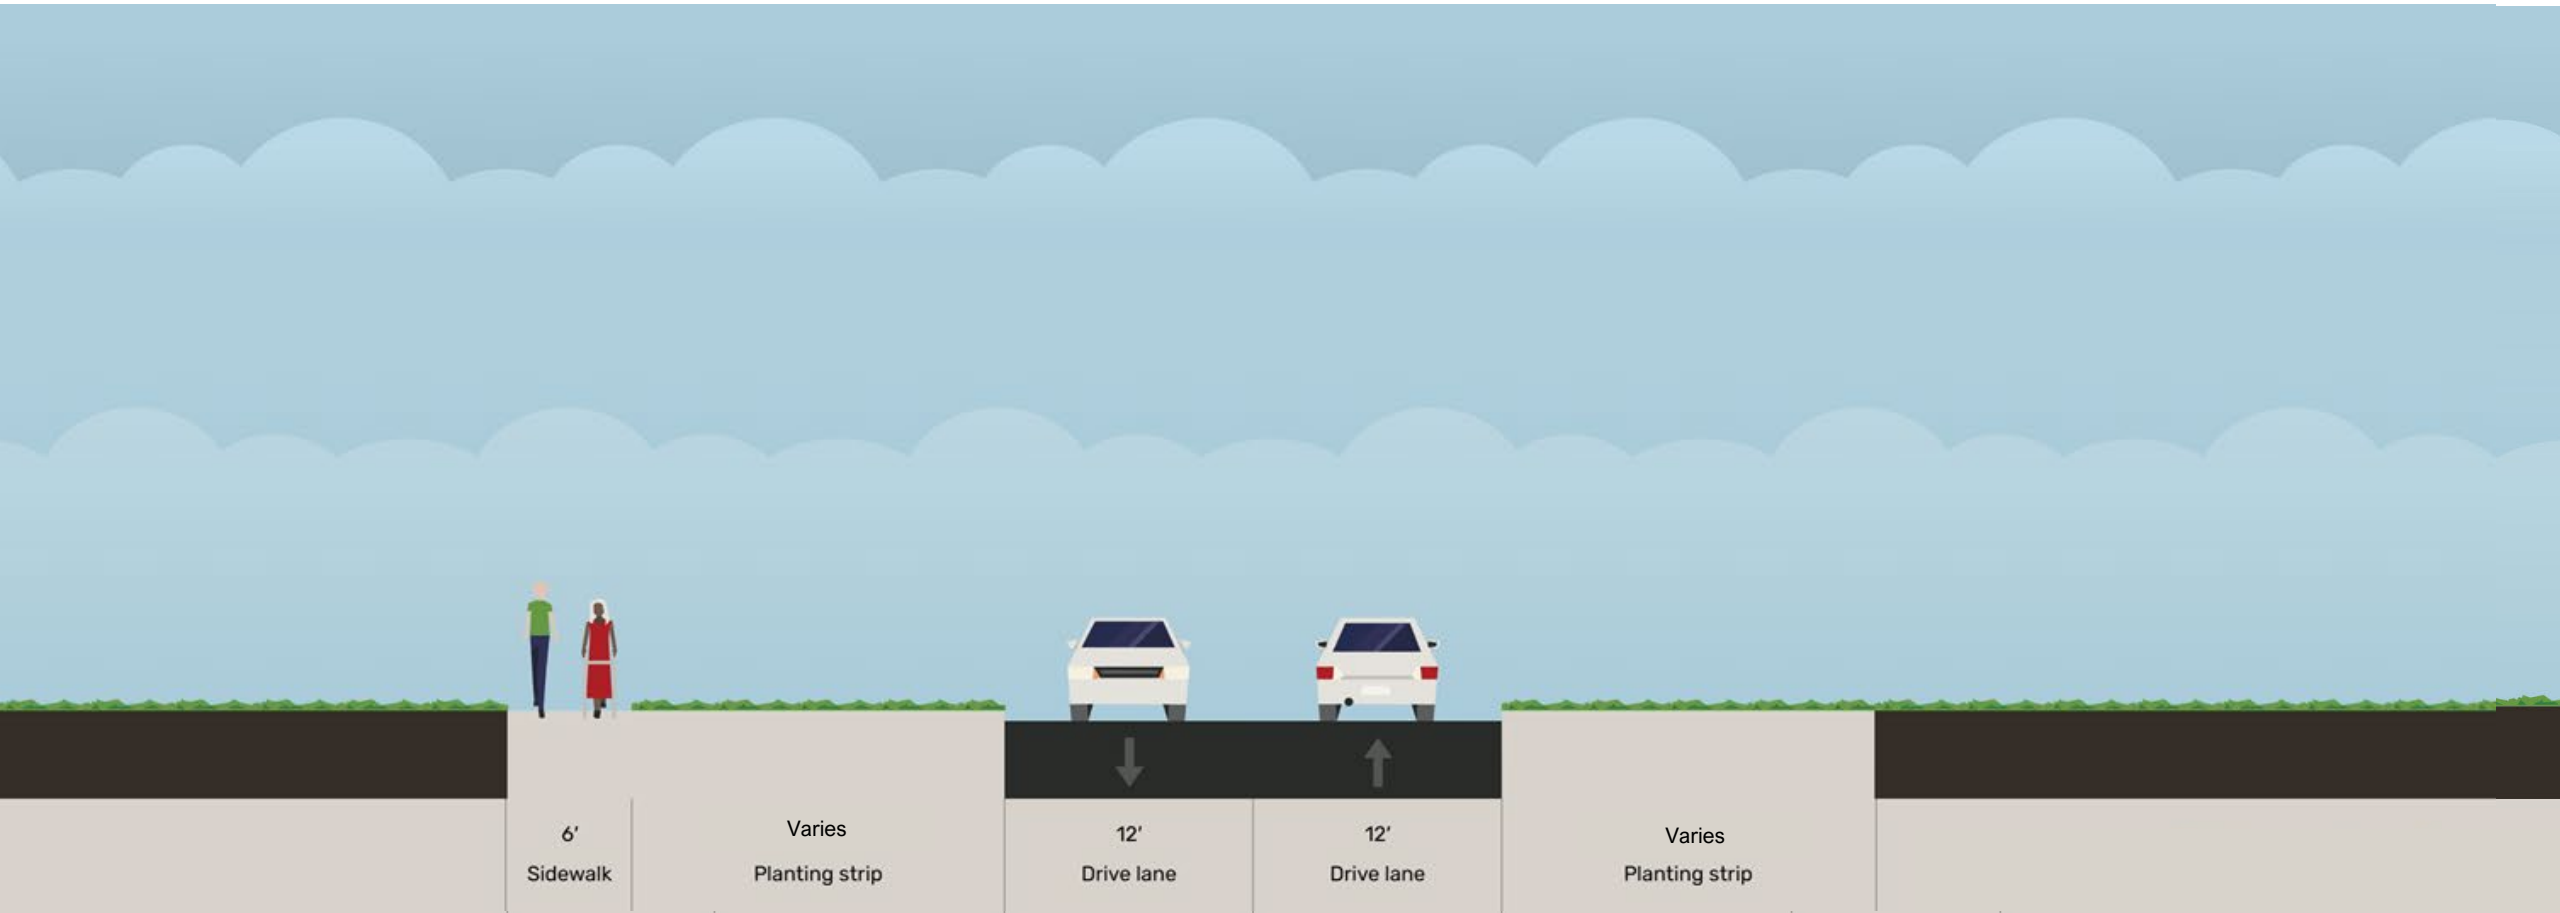 6′
Sidewalk
Varies
Planting strip
12′
Drive lane
12′
Drive lane
Varies
Planting strip